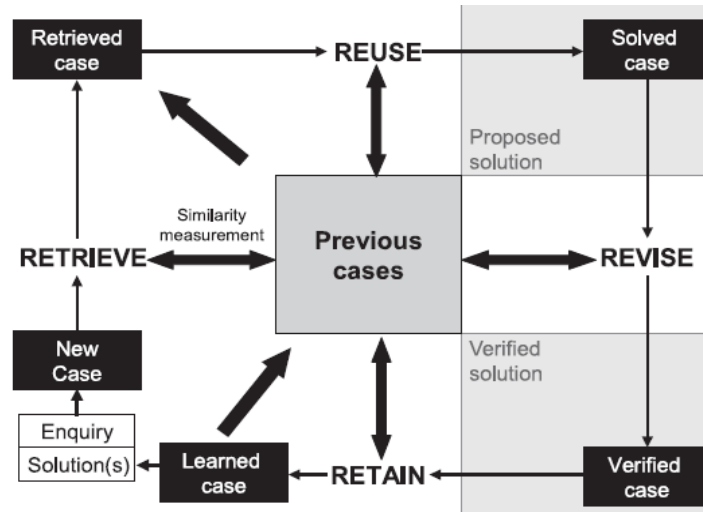 Retrieved
case
REUSE
Solved
case
Proposed
solution
Similarity
measurement
Previous
cases
RETRIEVE
REVISE
New
Case
Verified
solution
Enquiry
Solution(s)
Learned
case
RETAIN
Verified
case